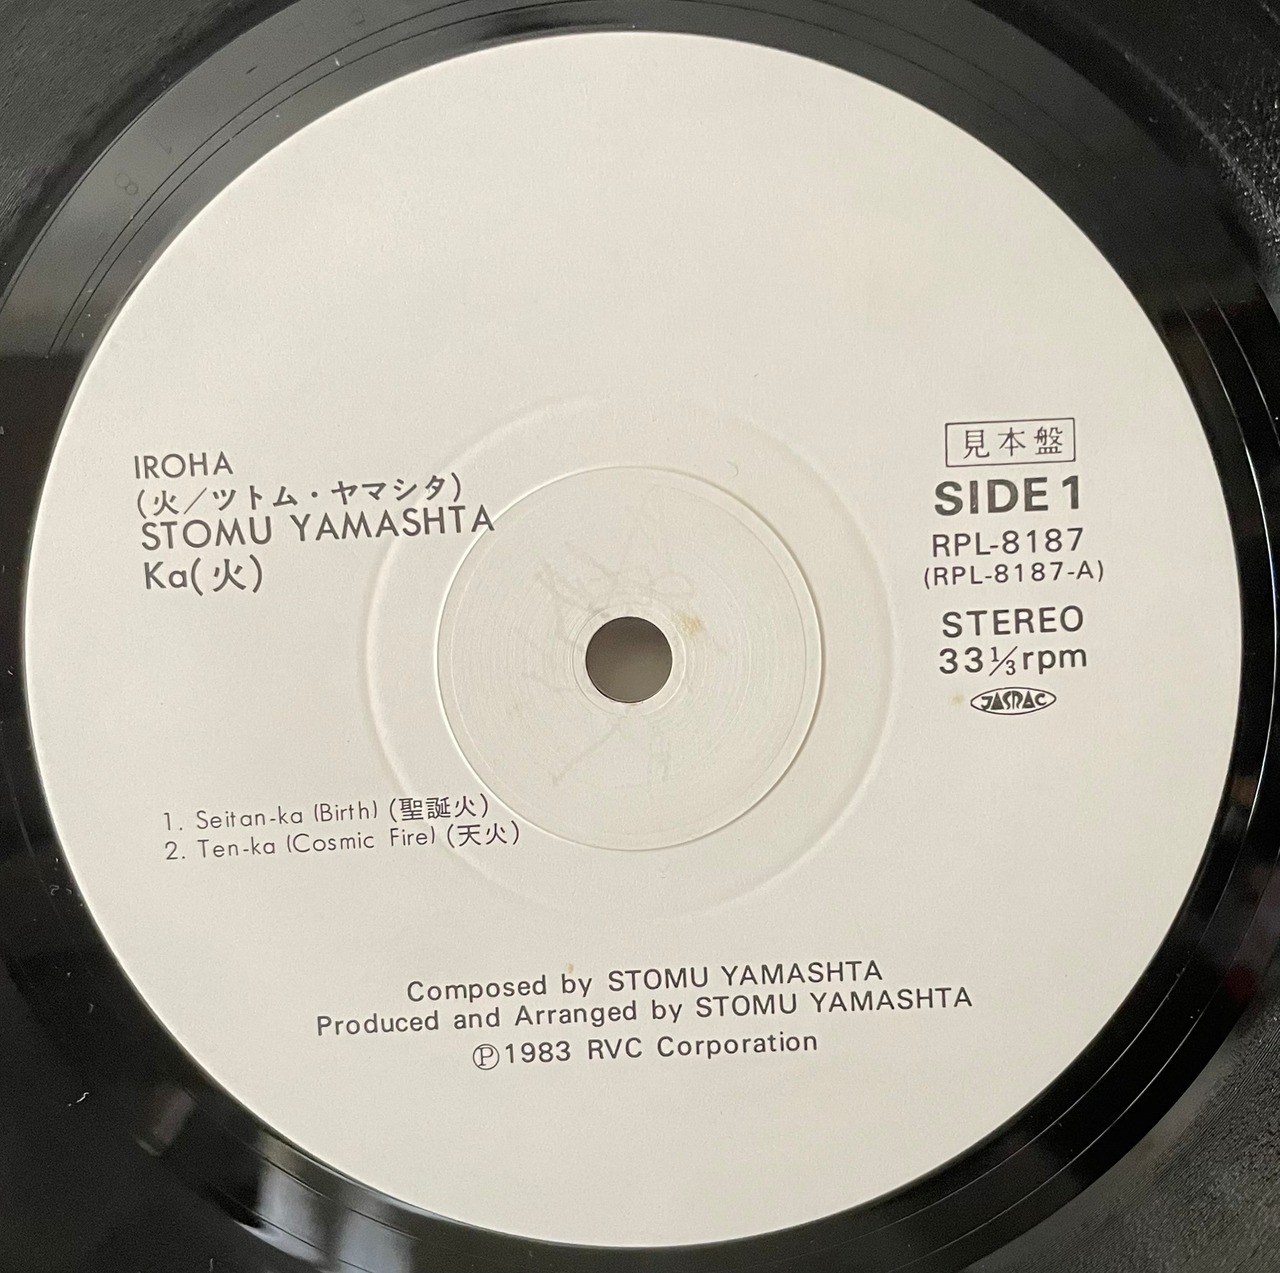 IROHA
(火／ツトム・ヤマシタ)
STOMU YAMASHTA
Ka(火)
見本盤
SIDE 1
RPL-8187
(RPL-8187-A)
STEREO
33⅓rpm
JASRAC
1. Seitan-ka (Birth) (聖誕火)
2. Ten-ka (Cosmic Fire) (天火)
Composed by STOMU YAMASHTA
Produced and Arranged by STOMU YAMASHTA
Ⓟ1983 RVC Corporation